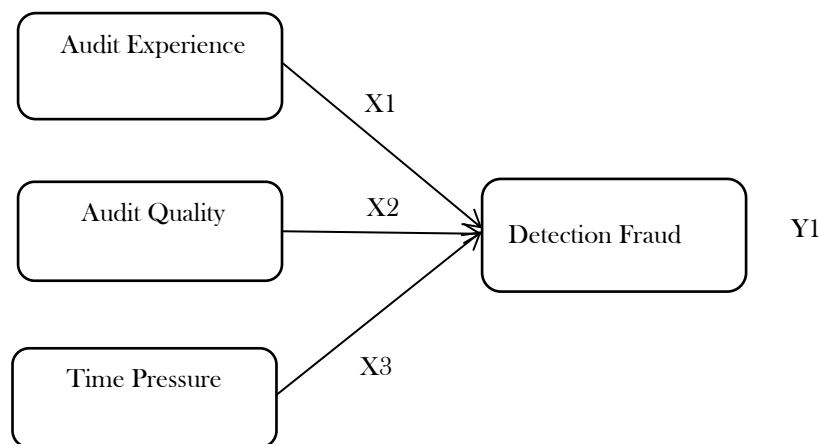 Audit Experience
X1
Audit Quality
X2
Detection Fraud
Y1
Time Pressure
X3